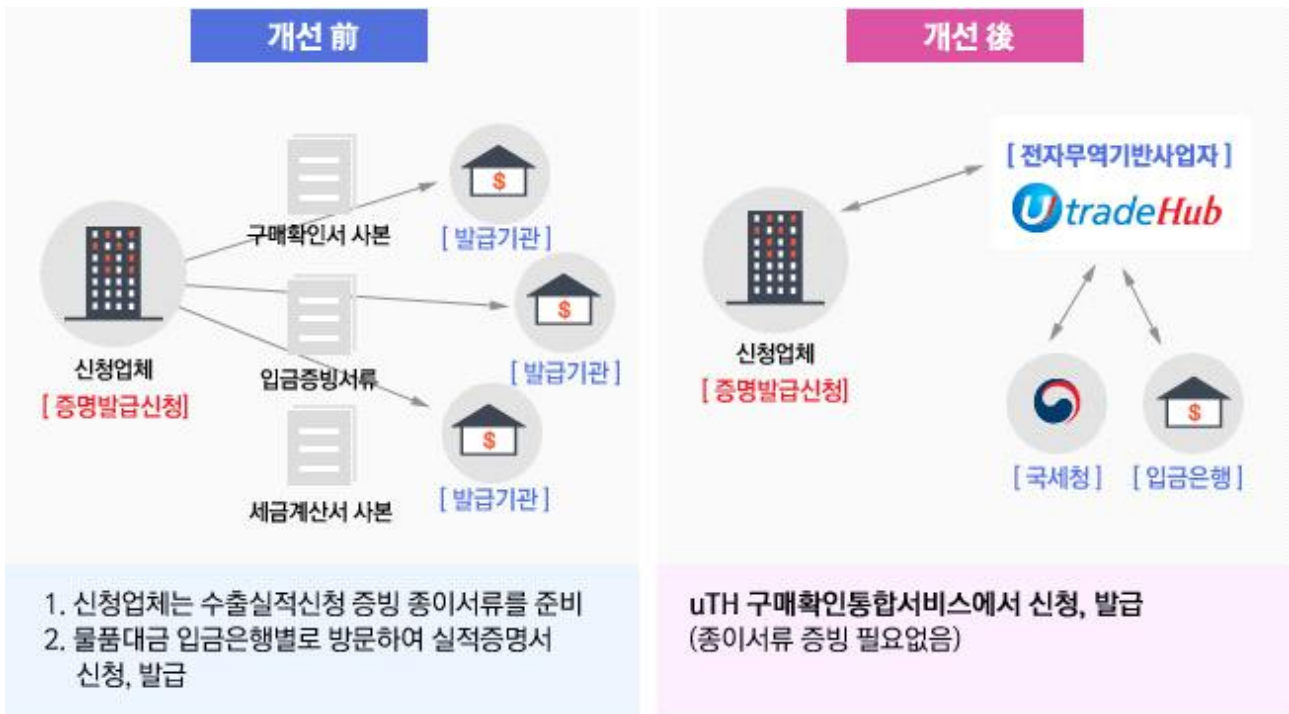 개선 前
구매확인서 사본
[ 발급기관 ]
신청업체
[ 증명발급신청]
입금증빙서류
[ 발급기관 ]
세금계산서 사본
[ 발급기관 ]
1. 신청업체는 수출실적신청 증빙 종이서류를 준비
2. 물품대금 입금은행별로 방문하여 실적증명서
신청, 발급
개선 後
[ 전자무역기반사업자 ]
UtradeHub
신청업체
[ 증명발급신청]
[ 국세청 ]
[ 입금은행 ]
uTH 구매확인통합서비스에서 신청, 발급
(종이서류 증빙 필요없음)